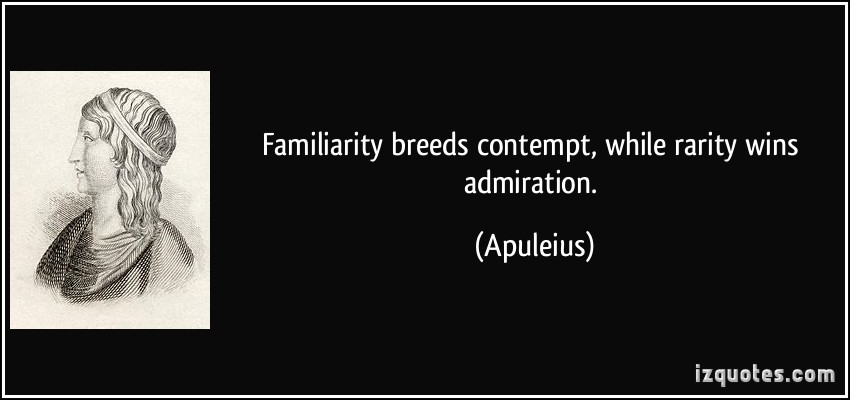 Familiarity breeds contempt, while rarity wins
admiration.
(Apuleius)
izquotes.com